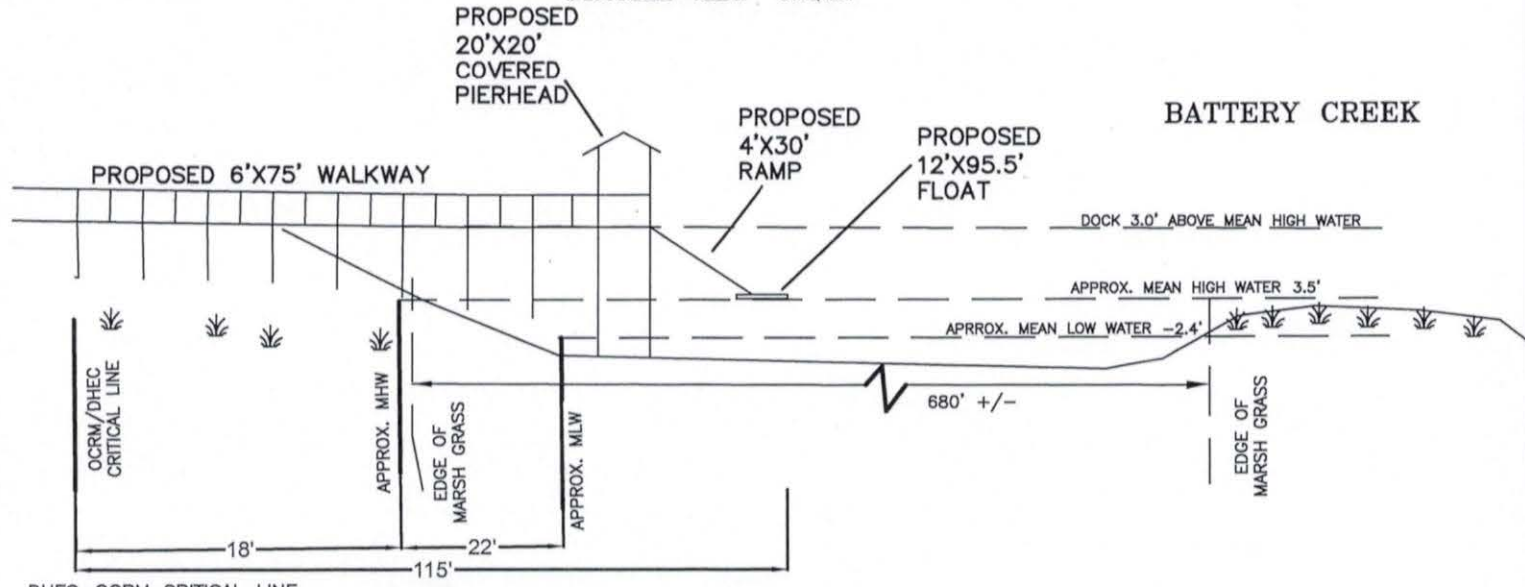 PROPOSED
20'X20'
COVERED
PIERHEAD
BATTERY CREEK
PROPOSED
4'X30'
RAMP
PROPOSED
12'X95.5'
FLOAT
PROPOSED 6'X75' WALKWAY
DOCK 3.0' ABOVE MEAN HIGH WATER
APPROX. MEAN HIGH WATER 3.5'
APRROX. MEAN LOW WATER -2.4'
680' +/-
OCRM/DHEC
CRITICAL LINE
APPROX. MHW
EDGE OF
MARSH GRASS
APPROX. MLW
EDGE OF
MARSH GRASS
18'
22'
115'
DHEC OCRM CRITICAL LINE